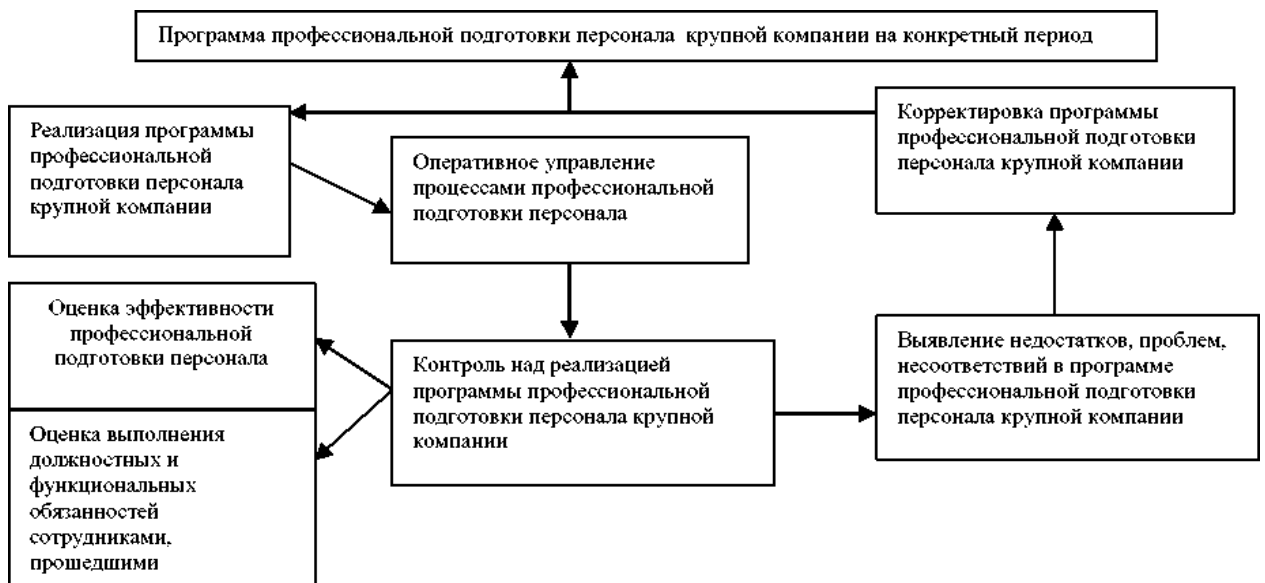 Программа профессиональной подготовки персонала крупной компании на конкретный период
Реализация программы
профессиональной
подготовки персонала
крупной компании
Оперативное управление
процессами профессиональной
подготовки персонала
Корректировка программы
профессиональной подготовки
персонала крупной компании
Оценка эффективности
профессиональной
подготовки персонала
Контроль над реализацией
программы профессиональной
подготовки персонала крупной
компании
Выявление недостатков, проблем,
несоответствий в программе
профессиональной подготовки
персонала крупной компании
Оценка выполнения
должностных и
функциональных
обязанностей
сотрудниками,
прошедшими